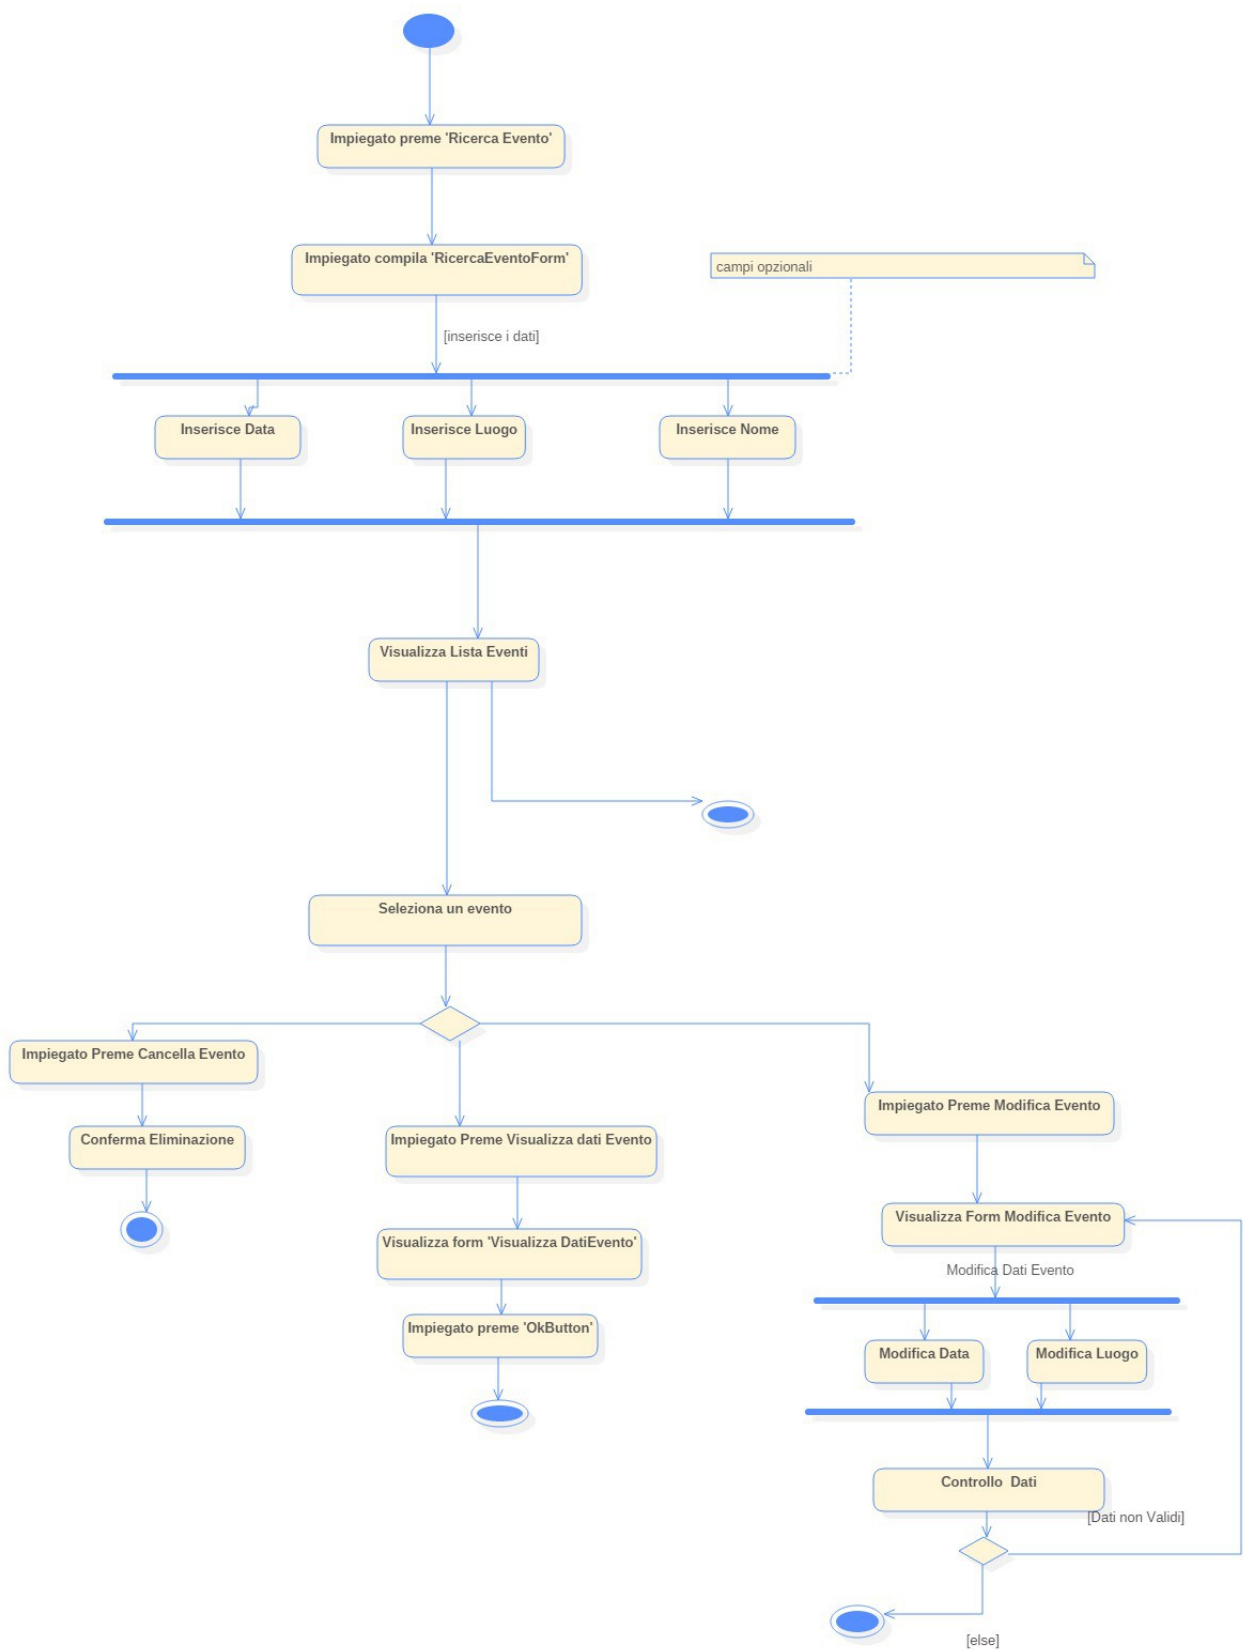 Impiegato preme 'Ricerca Evento'
Impiegato compila 'RicercaEventoForm'
campi opzionali
[inserisce i dati]
Inserisce Data
Inserisce Luogo
Inserisce Nome
Visualizza Lista Eventi
Seleziona un evento
Impiegato Preme Cancella Evento
Conferma Eliminazione
Impiegato Preme Visualizza dati Evento
Visualizza form 'Visualizza DatiEvento'
Impiegato preme 'OkButton'
Impiegato Preme Modifica Evento
Visualizza Form Modifica Evento
Modifica Dati Evento
Modifica Data
Modifica Luogo
Controllo  Dati
[Dati non Validi]
[else]